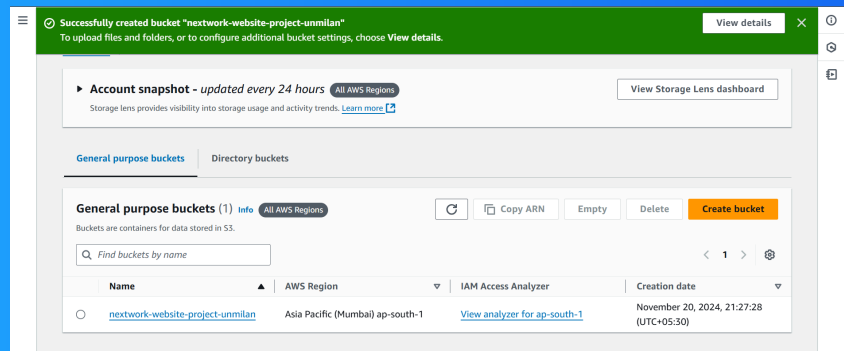 Successfully created bucket "nextwork-website-project-unmilan"
To upload files and folders, or to configure additional bucket settings, choose View details.
View details
Account snapshot - updated every 24 hours All AWS Regions
Storage lens provides visibility into storage usage and activity trends. Learn more
View Storage Lens dashboard
General purpose buckets Directory buckets
General purpose buckets (1) Info All AWS Regions
Buckets are containers for data stored in S3.
Copy ARN Empty Delete Create bucket
Find buckets by name
1
Name AWS Region IAM Access Analyzer Creation date
nextwork-website-project-unmilan Asia Pacific (Mumbai) ap-south-1 View analyzer for ap-south-1 November 20, 2024, 21:27:28
(UTC+05:30)